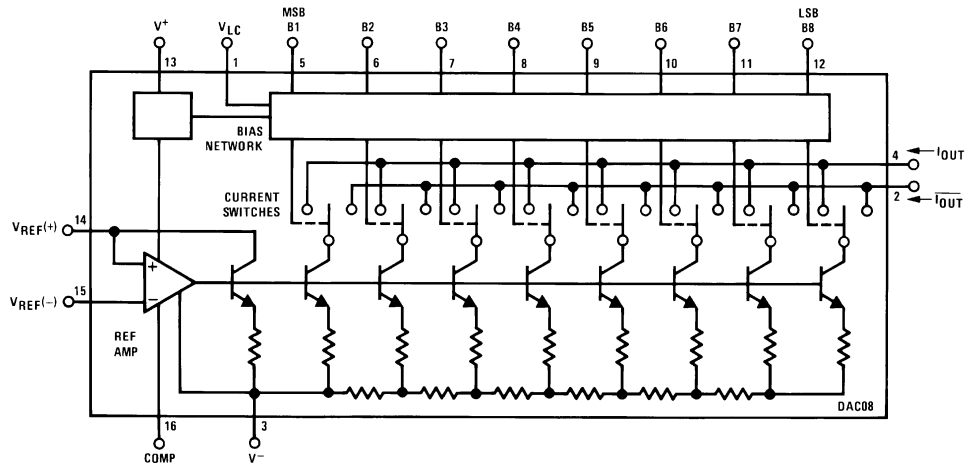 MSB LSB
V+ VLC B1 B2 B3 B4 B5 B6 B7 B8
13 1 5 6 7 8 9 10 11 12
BIAS
NETWORK
4 IOUT
CURRENT
SWITCHES
2 IOUT
14
VREF(+)
+
15
VREF(−)
−
REF
AMP
DAC08
16 3
COMP V−